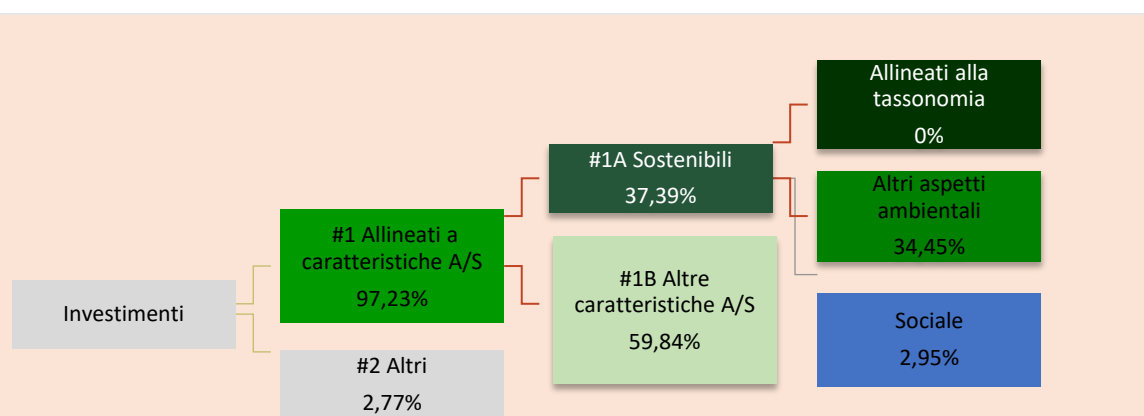 Investimenti
#1 Allineati a
caratteristiche A/S
97,23%
#2 Altri
2,77%
#1A Sostenibili
37,39%
#1B Altre
caratteristiche A/S
59,84%
Allineati alla
tassonomia
0%
Altri aspetti
ambientali
34,45%
Sociale
2,95%